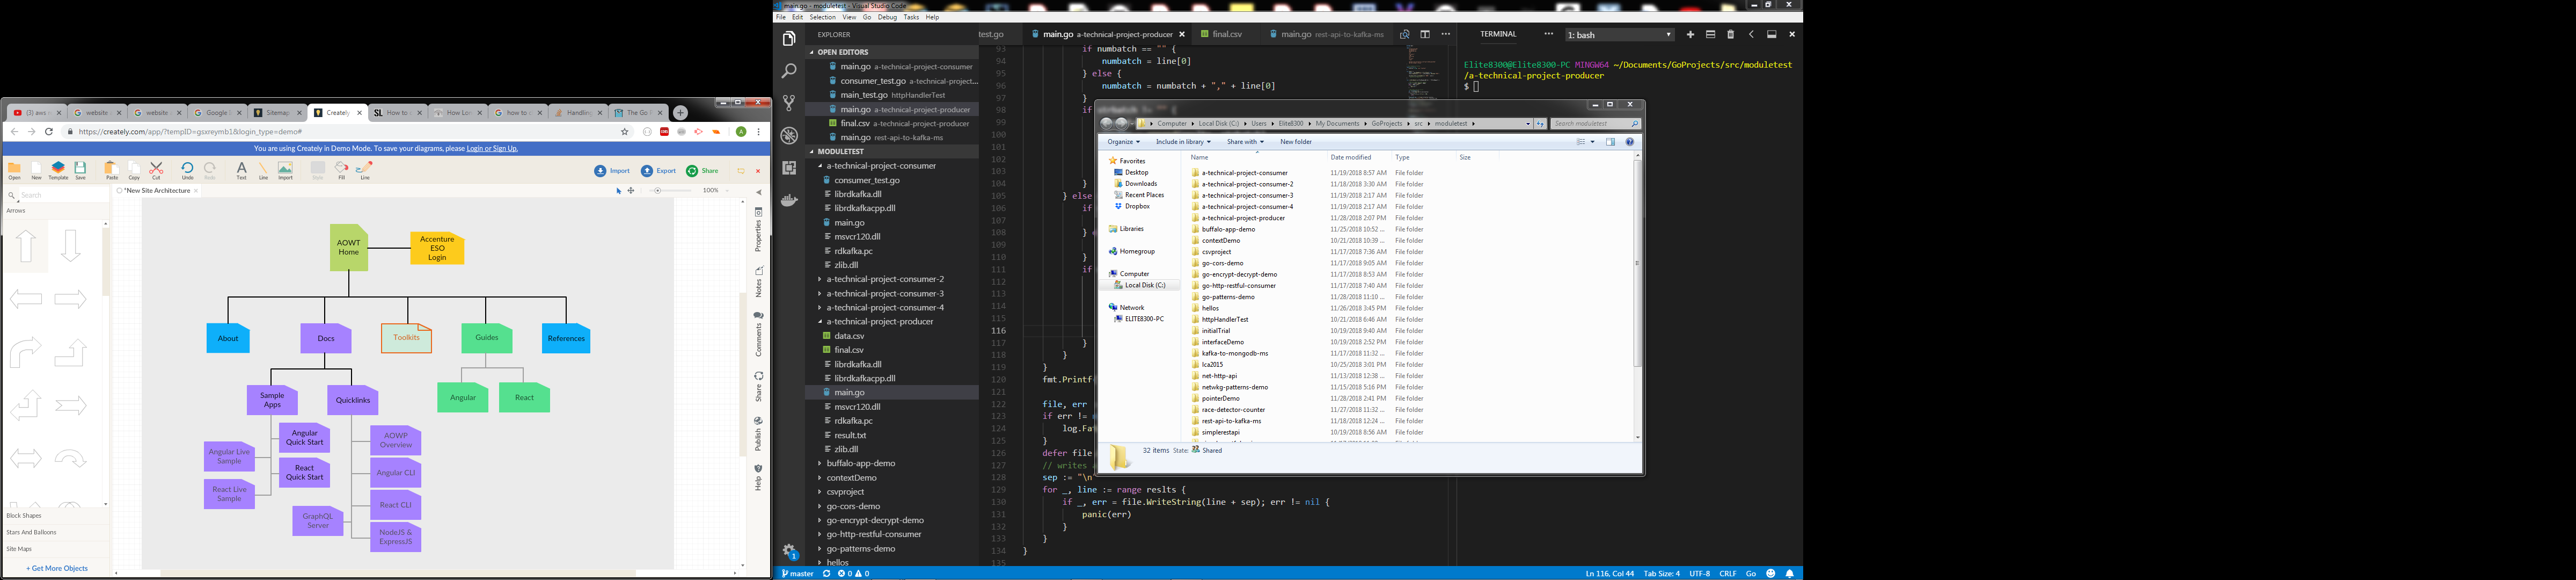 (3) aws
website
website
Google
Sitemap
Creately
SL How to
How Lon
how to
Handling
The Go
https://creately.com/app/?tempID=gsxreymb1&login_type=demo#
You are using Creately in Demo Mode. To save your diagrams, please Login or Sign Up.
Open New Template Save Paste Copy Cut Undo Redo Text Line Import Style Fill Line
Import Export Share
Search
*New Site Architecture
100%
Arrows
Block Shapes
Stars And Balloons
Site Maps
+ Get More Objects
AOWT
Home
Accenture
ESO
Login
About
Docs
Toolkits
Guides
References
Sample
Apps
Quicklinks
Angular
React
Angular
Quick Start
React
Quick Start
Angular Live
Sample
React Live
Sample
GraphQL
Server
AOWP
Overview
Angular CLI
React CLI
NodeJS &
ExpressJS
Properties
Notes
Comments
Share
Publish
Help
main.go - moduletest - Visual Studio Code
File Edit Selection View Go Debug Tasks Help
EXPLORER
OPEN EDITORS
main.go a-technical-project-consumer
consumer_test.go a-technical-project...
main_test.go httpHandlerTest
main.go a-technical-project-producer
final.csv a-technical-project-producer
main.go rest-api-to-kafka-ms
MODULETEST
a-technical-project-consumer
consumer_test.go
librdkafka.dll
librdkafkacpp.dll
main.go
msvcr120.dll
rdkafka.pc
zlib.dll
a-technical-project-consumer-2
a-technical-project-consumer-3
a-technical-project-consumer-4
a-technical-project-producer
data.csv
final.csv
librdkafka.dll
librdkafkacpp.dll
main.go
msvcr120.dll
rdkafka.pc
result.txt
zlib.dll
buffalo-app-demo
contextDemo
csvproject
go-cors-demo
go-encrypt-decrypt-demo
go-http-restful-consumer
go-patterns-demo
hellos
test.go
main.go a-technical-project-producer
final.csv
main.go rest-api-to-kafka-ms
93 if numbatch == "" {
94 numbatch = line[0]
95 } else {
96 numbatch = numbatch + "," + line[0]
97 }
98 if
99
100
101
102
103
104 }
105 } else
106 if
107
108 }
109
110 }
111 if
112
113
114
115
116
117 }
118 }
119 }
120 fmt.Printf
121
122 file, err
123 if err !=
124 log.Fa
125 }
126 defer file
127 // writes
128 sep := "\n"
129 for _, line := range reslts {
130 if _, err = file.WriteString(line + sep); err != nil {
131 panic(err)
132 }
133 }
134 }
135
TERMINAL
1: bash
Elite8300@Elite8300-PC MINGW64 ~/Documents/GoProjects/src/moduletest
/a-technical-project-producer
$
Computer Local Disk (C:) Users Elite8300 My Documents GoProjects src moduletest
Search moduletest
Organize Include in library Share with New folder
Favorites
Desktop
Downloads
Recent Places
Dropbox
Libraries
Homegroup
Computer
Local Disk (C:)
Network
ELITE8300-PC
Name Date modified Type Size
a-technical-project-consumer 11/19/2018 8:57 AM File folder
a-technical-project-consumer-2 11/18/2018 3:30 AM File folder
a-technical-project-consumer-3 11/19/2018 2:17 AM File folder
a-technical-project-consumer-4 11/19/2018 2:17 AM File folder
a-technical-project-producer 11/28/2018 2:07 PM File folder
buffalo-app-demo 11/25/2018 10:52 ... File folder
contextDemo 10/21/2018 10:39 ... File folder
csvproject 11/17/2018 7:36 AM File folder
go-cors-demo 11/17/2018 9:05 AM File folder
go-encrypt-decrypt-demo 11/17/2018 8:53 AM File folder
go-http-restful-consumer 11/17/2018 7:40 AM File folder
go-patterns-demo 11/28/2018 11:10 ... File folder
hellos 11/26/2018 3:45 PM File folder
httpHandlerTest 10/21/2018 6:46 AM File folder
initialTrial 10/19/2018 9:40 AM File folder
interfaceDemo 10/19/2018 2:52 PM File folder
kafka-to-mongodb-ms 11/17/2018 11:32 ... File folder
lca2015 10/25/2018 3:01 PM File folder
net-http-api 11/13/2018 12:38 ... File folder
netwkg-patterns-demo 11/15/2018 5:16 PM File folder
pointerDemo 11/28/2018 2:41 PM File folder
race-detector-counter 11/27/2018 11:32 ... File folder
rest-api-to-kafka-ms 11/18/2018 12:24 ... File folder
simplerestapi 10/19/2018 8:56 AM File folder
32 items State: Shared
master 0 0
Ln 116, Col 44 Tab Size: 4 UTF-8 CRLF Go